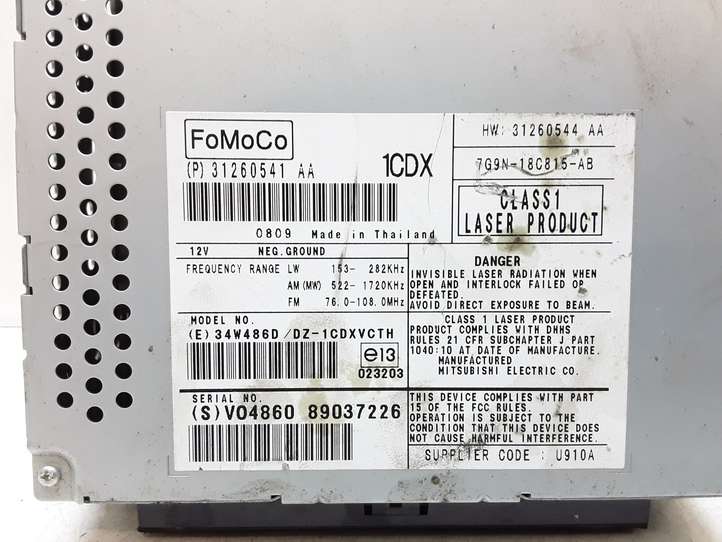 FoMoCo
(P) 31260541 AA
1CDX
0809 Made in Thailand
HW: 31260544 AA
7G9N-18C815-AB
CLASS1
LASER PRODUCT
12V NEG.GROUND
FREQUENCY RANGE LW 153- 282KHz
AM (MW) 522- 1720KHz
FM 76.0-108.0MHz
MODEL NO.
(E) 34W486D/DZ-1CDXVCTH
e13
023203
SERIAL NO.
(S) V04860 89037226
DANGER
INVISIBLE LASER RADIATION WHEN
OPEN AND INTERLOCK FAILED OF
DEFEATED.
AVOID DIRECT EXPOSURE TO BEAM.
CLASS 1 LASER PRODUCT
PRODUCT COMPLIES WITH DHHS
RULES 21 CFR SUBCHAPTER J PART
1040:10 AT DATE OF MANUFACTURE.
MANUFACTURED
MITSUBISHI ELECTRIC CO.
THIS DEVICE COMPLIES WITH PART
15 OF THE FCC RULES.
OPERATION IS SUBJECT TO THE
CONDITION THAT THIS DEVICE DOES
NOT CAUSE HARMFUL INTERFERENCE.
SUPPLIER CODE : U910A